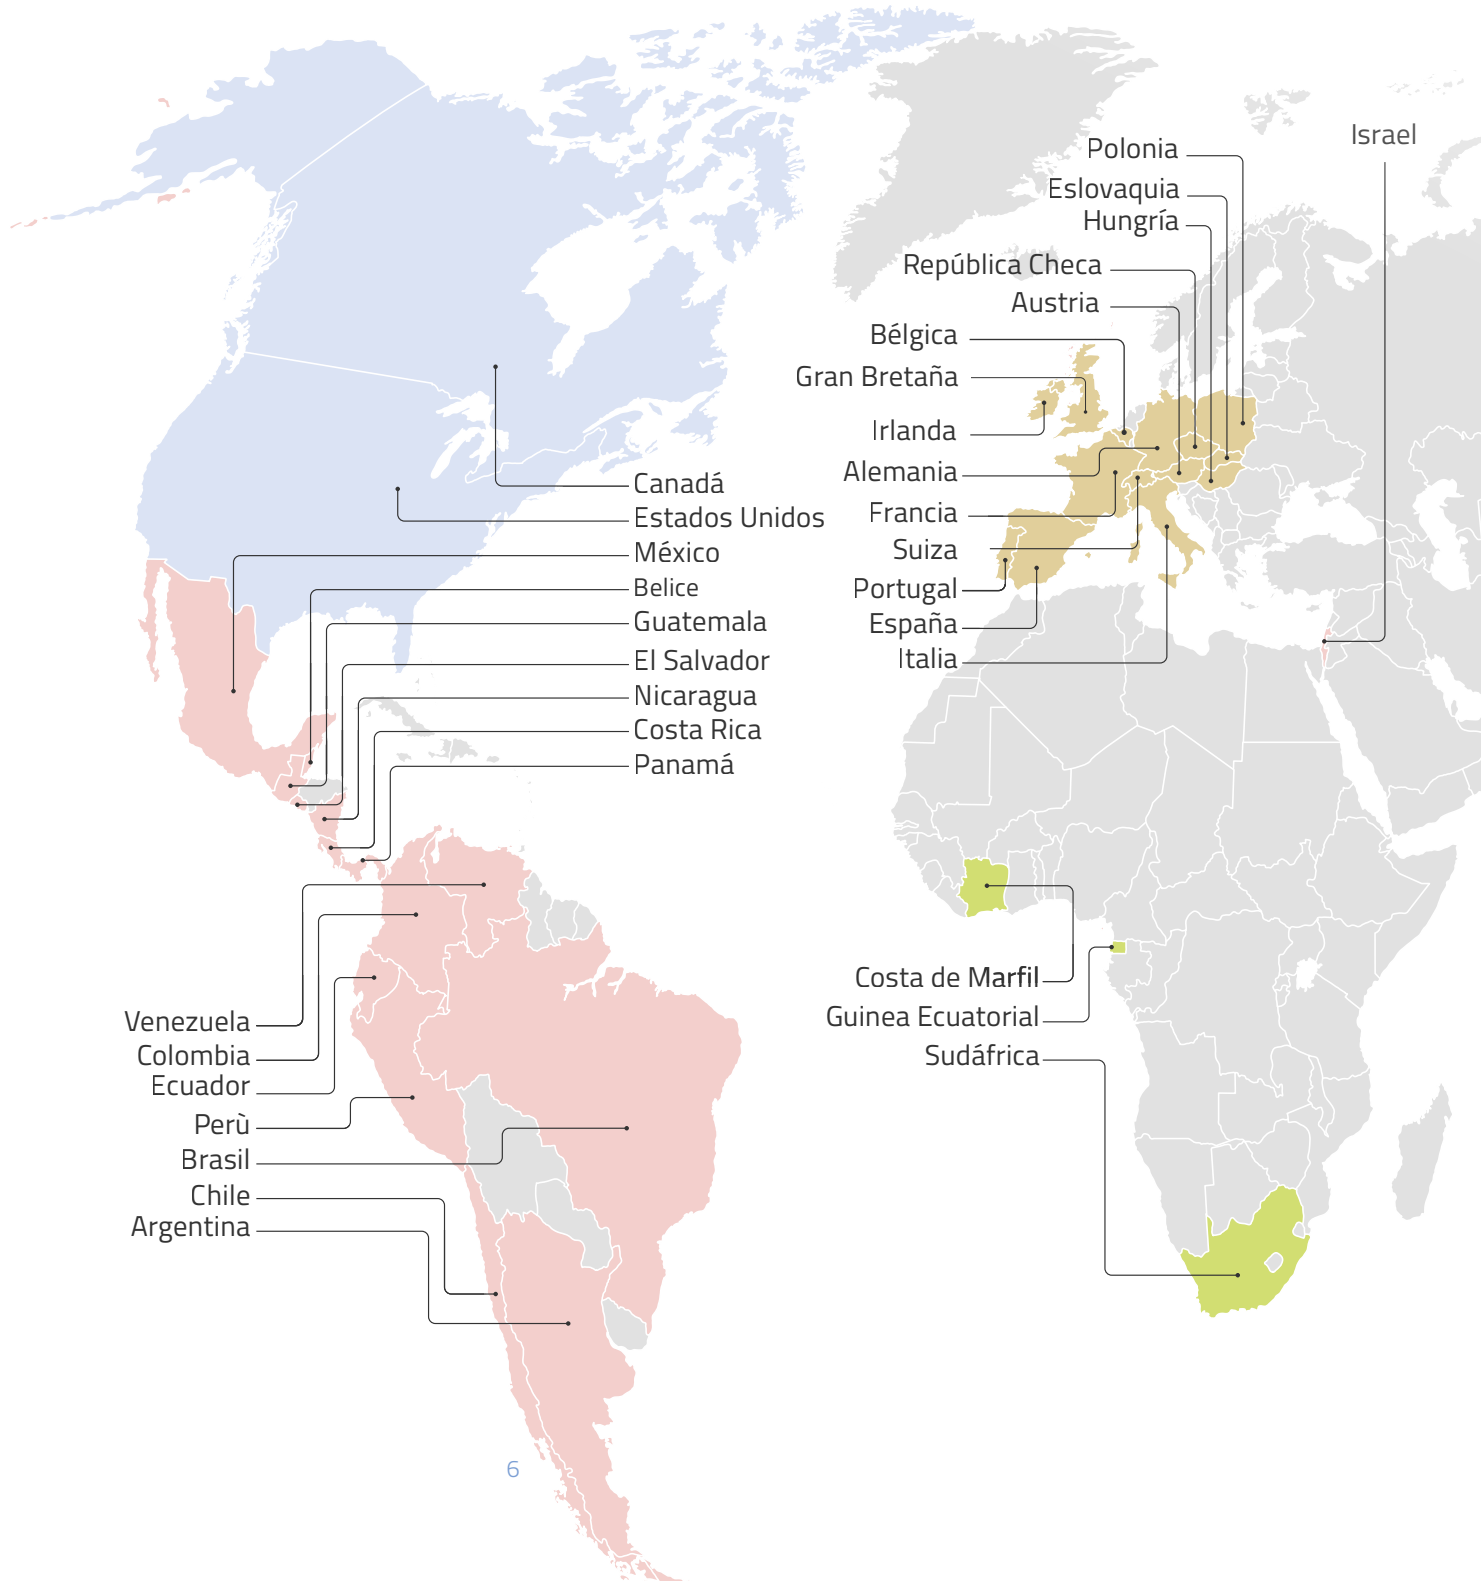 Canadá
Estados Unidos
México
Belice
Guatemala
El Salvador
Nicaragua
Costa Rica
Panamá
Venezuela
Colombia
Ecuador
Perù
Brasil
Chile
Argentina
6
Polonia
Eslovaquia
Hungría
República Checa
Austria
Bélgica
Gran Bretaña
Irlanda
Alemania
Francia
Suiza
Portugal
España
Italia
Israel
Costa de Marfil
Guinea Ecuatorial
Sudáfrica